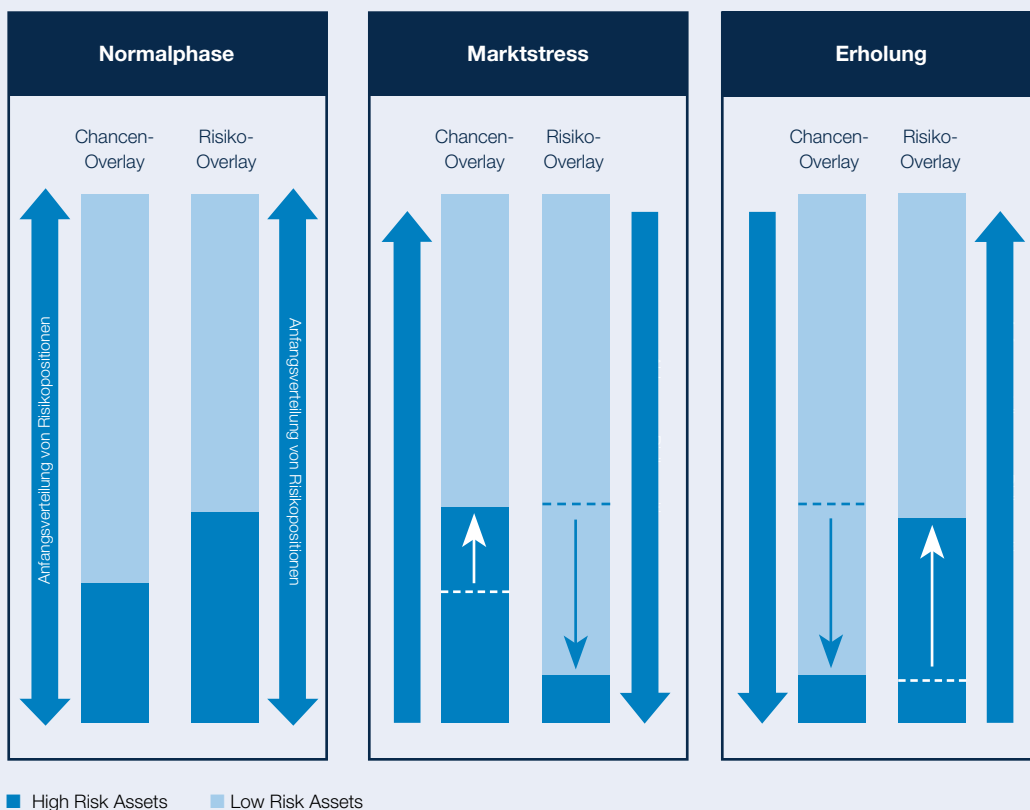 Normalphase
Chancen-
Overlay
Risiko-
Overlay
Anfangsverteilung von Risikopositionen
Anfangsverteilung von Risikopositionen
Marktstress
Chancen-
Overlay
Risiko-
Overlay
Erholung
Chancen-
Overlay
Risiko-
Overlay
High Risk Assets
Low Risk Assets